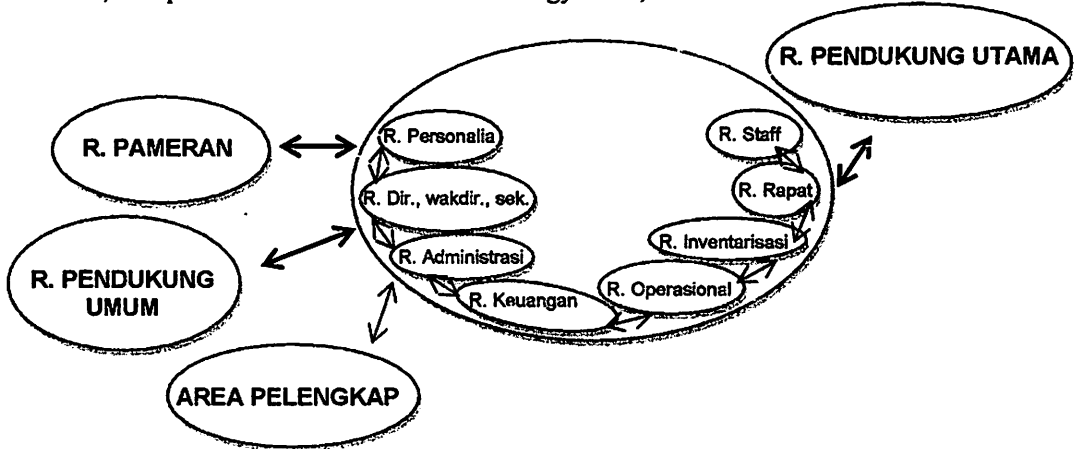 R. PENDUKUNG UTAMA
R. PAMERAN
R. Personalia
R. Staff
R. Dir., wakdir., sek.
R. Rapat
R. Administrasi
R. Inventarisasi
R. PENDUKUNG
UMUM
R. Keuangan
R. Operasional
AREA PELENGKAP